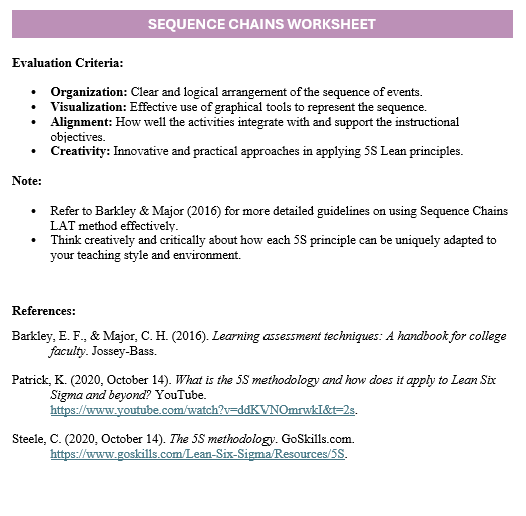 SEQUENCE CHAINS WORKSHEET
Evaluation Criteria:
• Organization: Clear and logical arrangement of the sequence of events.
• Visualization: Effective use of graphical tools to represent the sequence.
• Alignment: How well the activities integrate with and support the instructional
objectives.
• Creativity: Innovative and practical approaches in applying 5S Lean principles.
Note:
• Refer to Barkley & Major (2016) for more detailed guidelines on using Sequence Chains
LAT method effectively.
• Think creatively and critically about how each 5S principle can be uniquely adapted to
your teaching style and environment.
References:
Barkley, E. F., & Major, C. H. (2016). Learning assessment techniques: A handbook for college
faculty. Jossey-Bass.
Patrick, K. (2020, October 14). What is the 5S methodology and how does it apply to Lean Six
Sigma and beyond? YouTube.
https://www.youtube.com/watch?v=ddKVNOmrwkI&t=2s.
Steele, C. (2020, October 14). The 5S methodology. GoSkills.com.
https://www.goskills.com/Lean-Six-Sigma/Resources/5S.